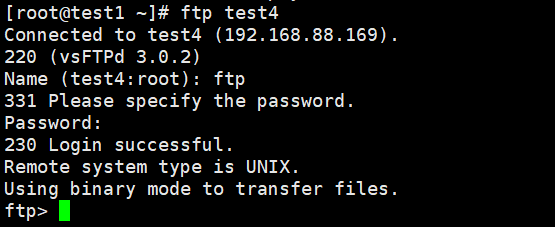 [root@test1 ~]# ftp test4
Connected to test4 (192.168.88.169).
220 (vsFTPd 3.0.2)
Name (test4:root): ftp
331 Please specify the password.
Password:
230 Login successful.
Remote system type is UNIX.
Using binary mode to transfer files.
ftp>